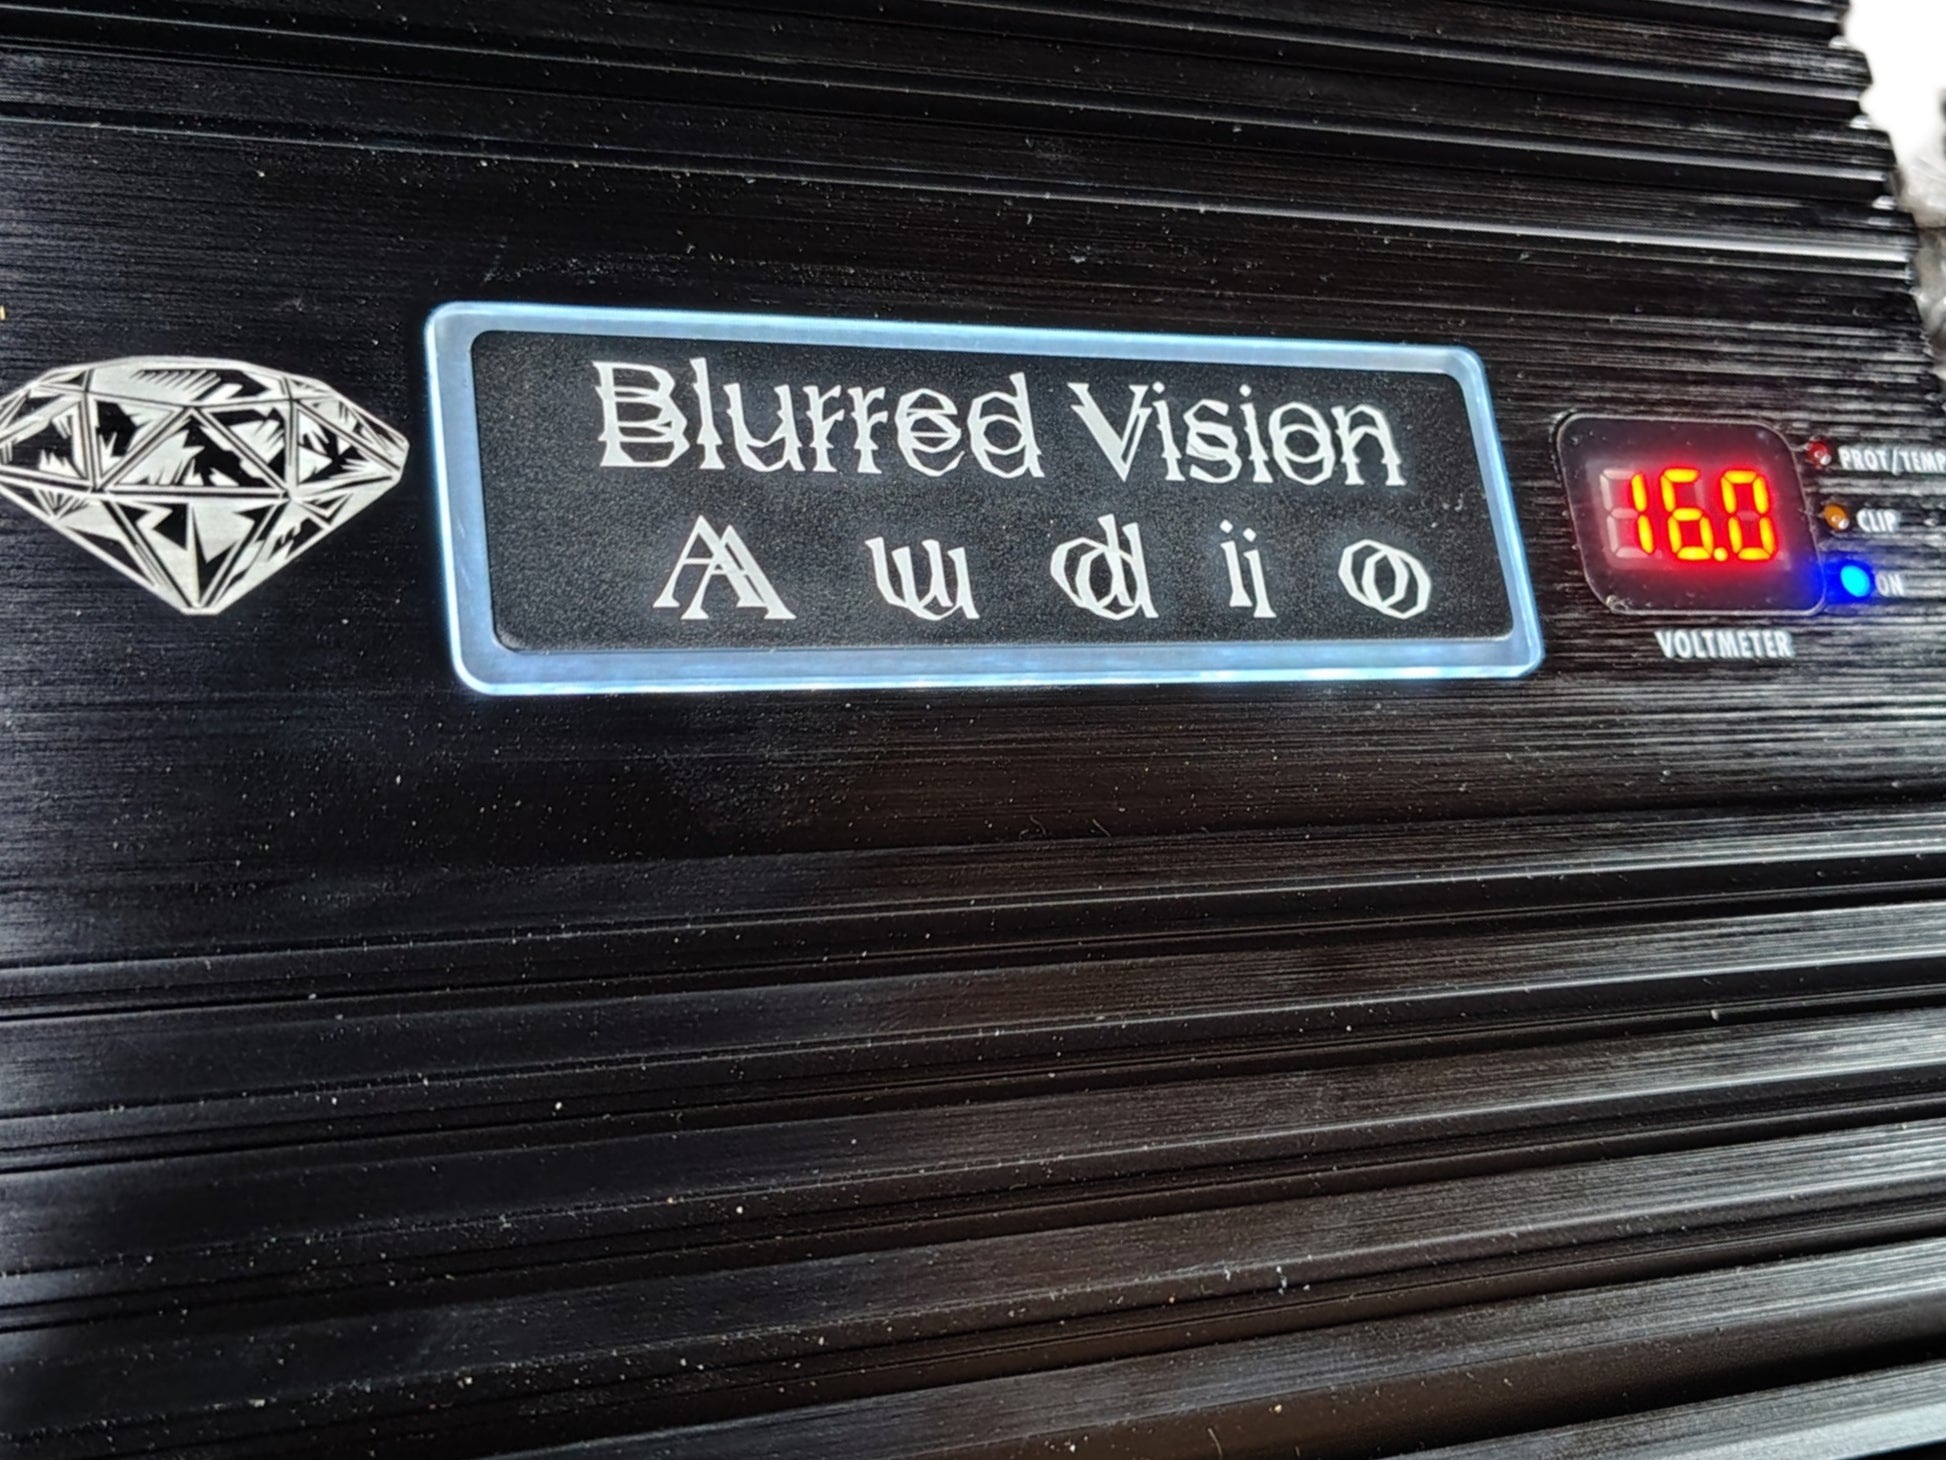 Blurred Vision
Audio
16.0
PROT/TEMP
CLIP
ON
VOLTMETER